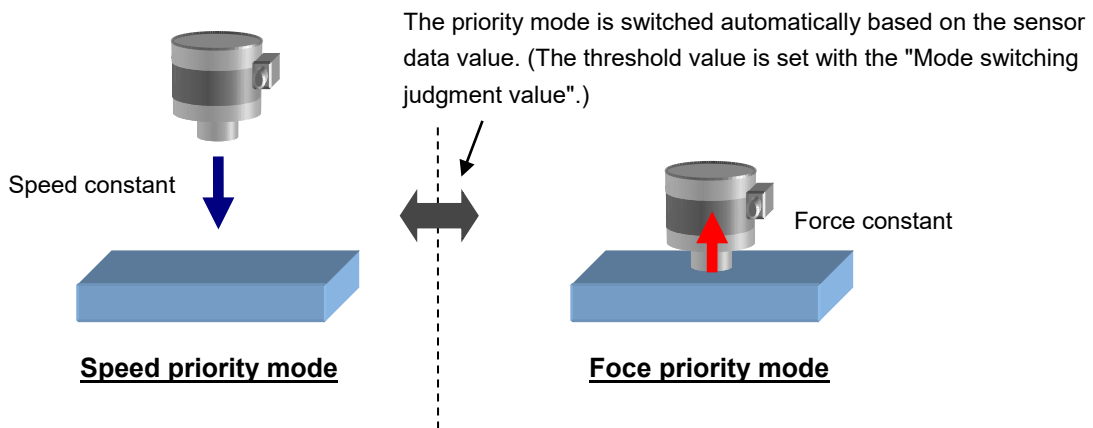 The priority mode is switched automatically based on the sensor
data value. (The threshold value is set with the "Mode switching
judgment value".)
Speed constant
Force constant
Speed priority mode
Foce priority mode